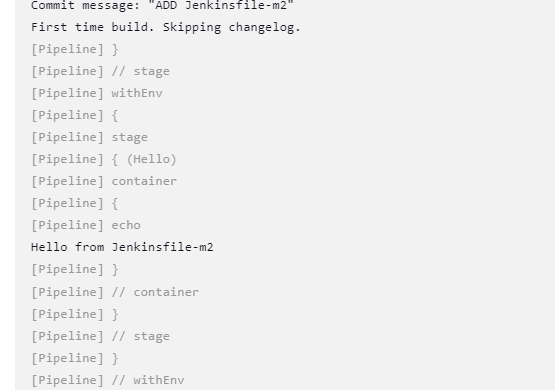 Commit message: "ADD Jenkinsfile-m2"
First time build. Skipping changelog.
[Pipeline] }
[Pipeline] // stage
[Pipeline] withEnv
[Pipeline] {
[Pipeline] stage
[Pipeline] { (Hello)
[Pipeline] container
[Pipeline] {
[Pipeline] echo
Hello from Jenkinsfile-m2
[Pipeline] }
[Pipeline] // container
[Pipeline] }
[Pipeline] // stage
[Pipeline] }
[Pipeline] // withEnv